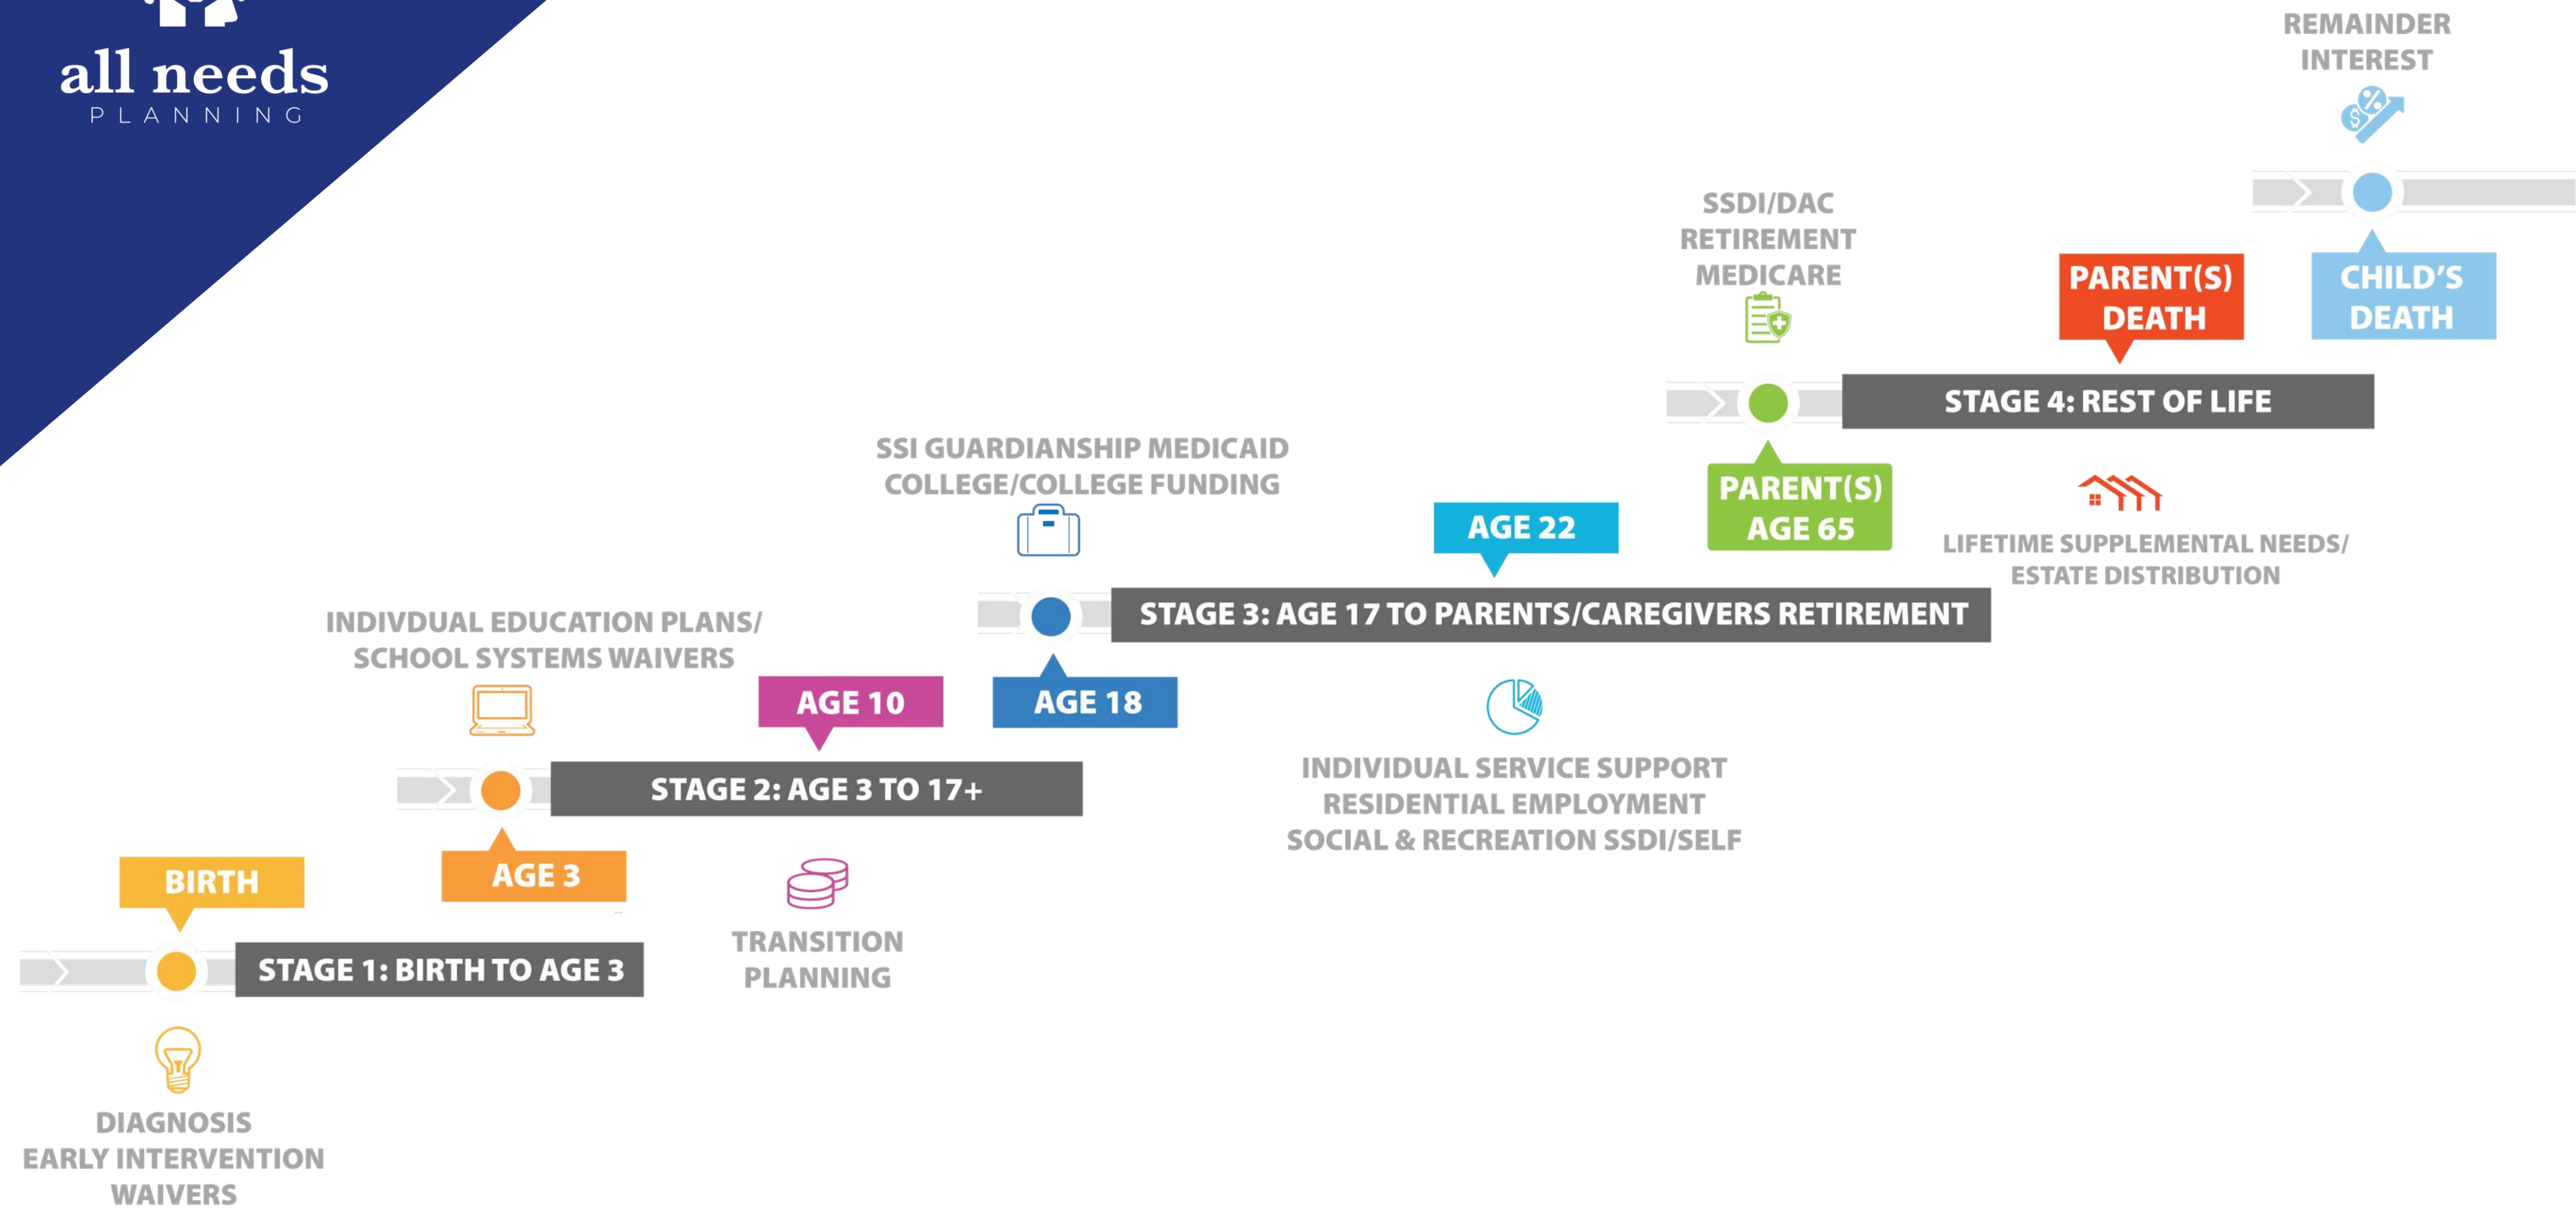 all needs
PLANNING
REMAINDER
INTEREST
CHILD'S
DEATH
SSDI/DAC
RETIREMENT
MEDICARE
PARENT(S)
DEATH
STAGE 4: REST OF LIFE
PARENT(S)
AGE 65
LIFETIME SUPPLEMENTAL NEEDS/
ESTATE DISTRIBUTION
SSI GUARDIANSHIP MEDICAID
COLLEGE/COLLEGE FUNDING
AGE 22
STAGE 3: AGE 17 TO PARENTS/CAREGIVERS RETIREMENT
AGE 18
INDIVIDUAL SERVICE SUPPORT
RESIDENTIAL EMPLOYMENT
SOCIAL & RECREATION SSDI/SELF
INDIVDUAL EDUCATION PLANS/
SCHOOL SYSTEMS WAIVERS
AGE 10
STAGE 2: AGE 3 TO 17+
AGE 3
...
TRANSITION
PLANNING
BIRTH
STAGE 1: BIRTH TO AGE 3
DIAGNOSIS
EARLY INTERVENTION
WAIVERS